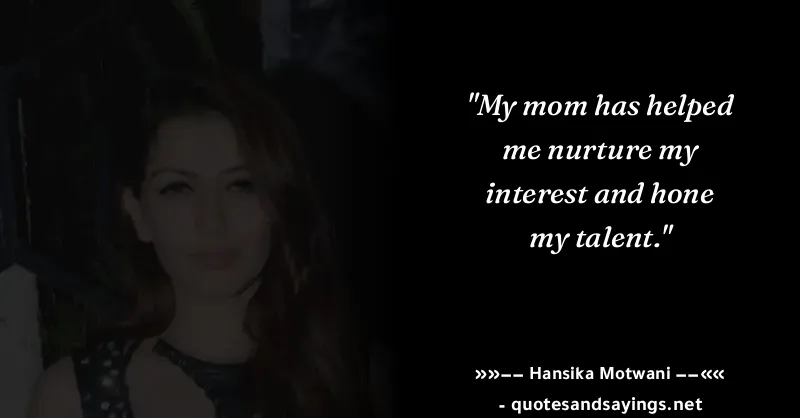 "My mom has helped
me nurture my
interest and hone
my talent."
»»−− Hansika Motwani −−««
- quotesandsayings.net